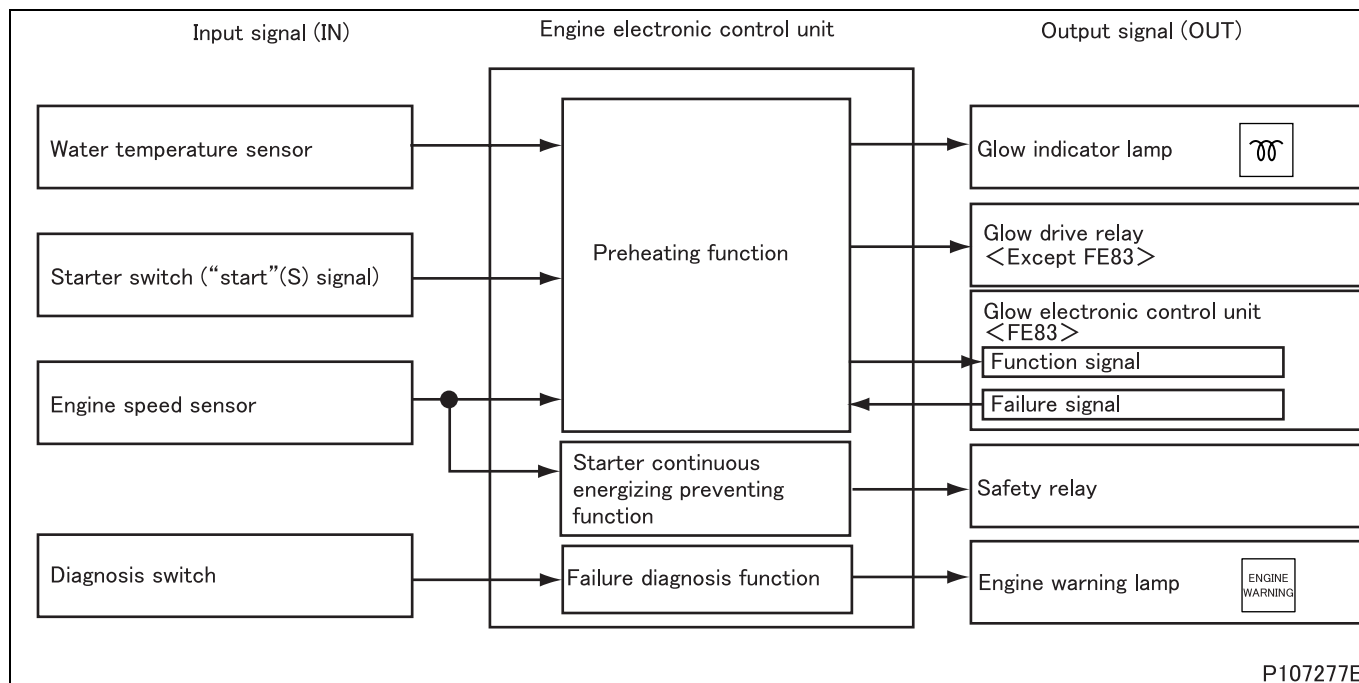 Input signal (IN)
Engine electronic control unit
Output signal (OUT)
Water temperature sensor
Starter switch (“start”(S) signal)
Engine speed sensor
Diagnosis switch
Preheating function
Starter continuous
energizing preventing
function
Failure diagnosis function
Glow indicator lamp
Glow drive relay
<Except FE83>
Glow electronic control unit
<FE83>
Function signal
Failure signal
Safety relay
Engine warning lamp
ENGINE
WARNING
P107277E